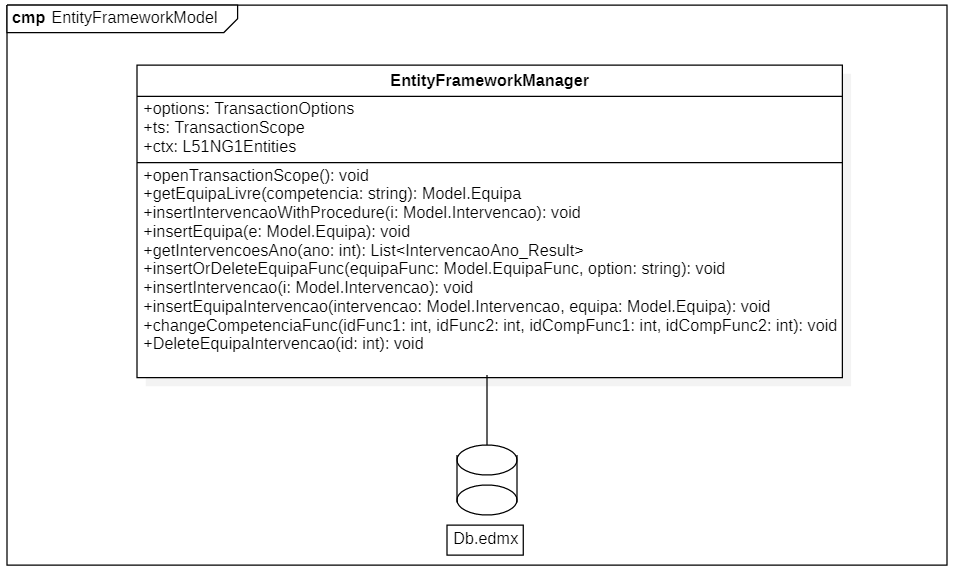 cmp EntityFrameworkModel
EntityFrameworkManager
+options: TransactionOptions
+ts: TransactionScope
+ctx: L51NG1Entities
+openTransactionScope(): void
+getEquipaLivre(competencia: string): Model.Equipa
+insertIntervencaoWithProcedure(i: Model.Intervencao): void
+insertEquipa(e: Model.Equipa): void
+getIntervencoesAno(ano: int): List<IntervencaoAno_Result>
+insertOrDeleteEquipaFunc(equipaFunc: Model.EquipaFunc, option: string): void
+insertIntervencao(i: Model.Intervencao): void
+insertEquipaIntervencao(intervencao: Model.Intervencao, equipa: Model.Equipa): void
+changeCompetenciaFunc(idFunc1: int, idFunc2: int, idCompFunc1: int, idCompFunc2: int): void
+DeleteEquipaIntervencao(id: int): void
Db.edmx